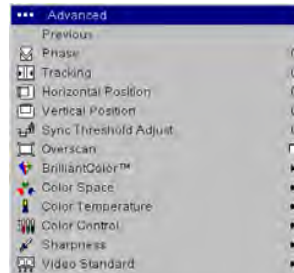 Advanced
Previous
Phase
Tracking
Horizontal Position
Vertical Position
Sync Threshold Adjust
Overscan
BrilliantColor™
Color Space
Color Temperature
Color Control
Sharpness
Video Standard